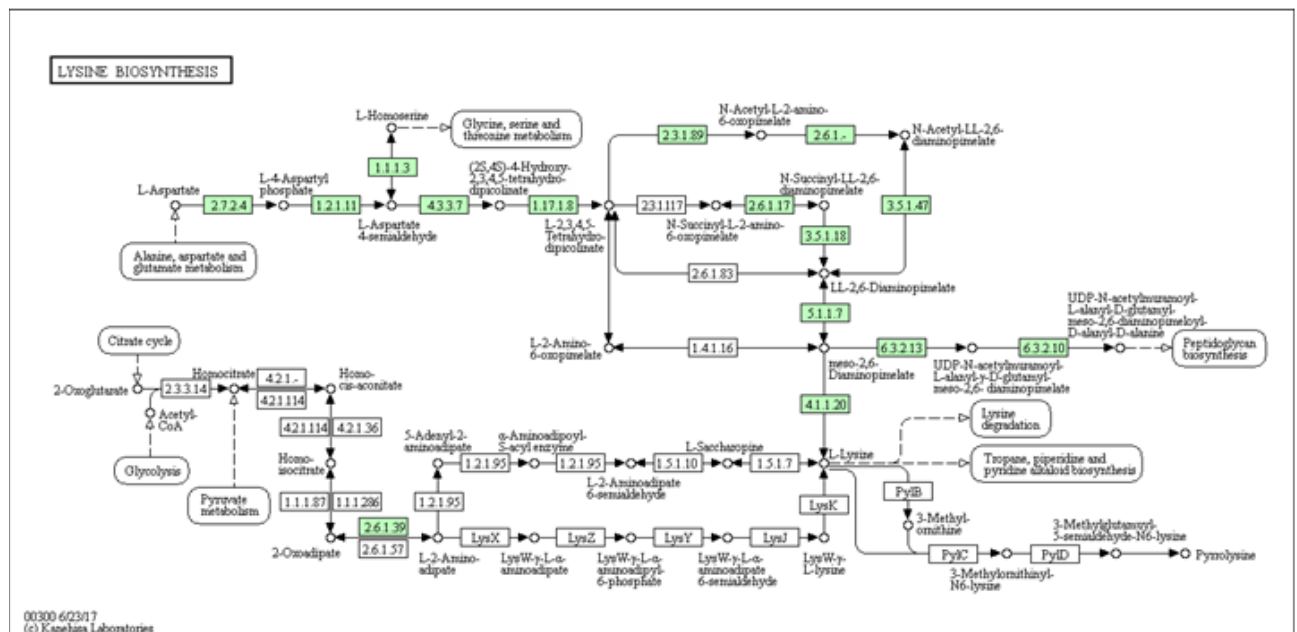 LYSINE BIOSYNTHESIS
L-Homoserine
Glycine, serine and
threonine metabolism
N-Acetyl-L-2-amino-
6-oxopimelate
2.3.1.89
2.6.1.-
N-Acetyl-LL-2,6-
diaminopimelate
1.1.1.3
L-Aspartate
L-4-Aspartyl
phosphate
(2S,4S)-4-Hydroxy-
2,3,4,5-tetrahydro-
dipicolinate
N-Succinyl-LL-2,6-
diaminopimelate
2.7.2.4
1.2.1.11
4.3.3.7
1.17.1.8
2.3.1.117
2.6.1.17
3.5.1.47
L-Aspartate
4-semialdehyde
L-2,3,4,5-
Tetrahydro-
dipicolinate
N-Succinyl-L-2-amino-
6-oxopimelate
3.5.1.18
Alanine, aspartate and
glutamate metabolism
2.6.1.83
LL-2,6-Diaminopimelate
5.1.1.7
UDP-N-acetylmuramoyl-
L-alanyl-D-glutamyl-
meso-2,6-diaminopimeloyl-
D-alanyl-D-alanine
Citrate cycle
L-2-Amino-
6-oxopimelate
1.4.1.16
6.3.2.13
6.3.2.10
Peptidoglycan
biosynthesis
meso-2,6-
Diaminopimelate
UDP-N-acetylmuramoyl-
L-alanyl-γ-D-glutamyl-
meso-2,6- diaminopimelate
2-Oxoglutarate
2.3.3.14
Homocitrate
4.2.1.-
4.2.1.114
Homo-
cis-aconitate
4.1.1.20
Acetyl-
CoA
4.2.1.114
4.2.1.36
Lysine
degradation
Glycolysis
Homo-
isocitrate
5-Adenyl-2-
aminoadipate
α-Aminoadipoyl-
S-acyl enzyme
L-Saccharopine
L-Lysine
1.2.1.95
1.2.1.95
1.5.1.10
1.5.1.7
Tropane, piperidine and
pyridine alkaloid biosynthesis
L-2-Aminoadipate
6-semialdehyde
Pyruvate
metabolism
1.1.1.87
1.1.1.286
1.2.1.95
PylB
LysK
3-Methyl-
ornithine
2.6.1.39
2.6.1.57
2-Oxoadipate
L-2-Amino-
adipate
LysX
LysZ
LysY
LysJ
LysW-γ-L-α-
aminoadipate
LysW-γ-L-α-
aminoadipyl-
6-phosphate
LysW-γ-L-α-
aminoadipate
6-semialdehyde
LysW-γ-
L-lysine
PylC
PylD
3-Methylglutamyl-
5-semialdehyde-N6-lysine
Pyrrolysine
3-Methylornithinyl-
N6-lysine
00300 6/23/17
(c) Kanehisa Laboratories